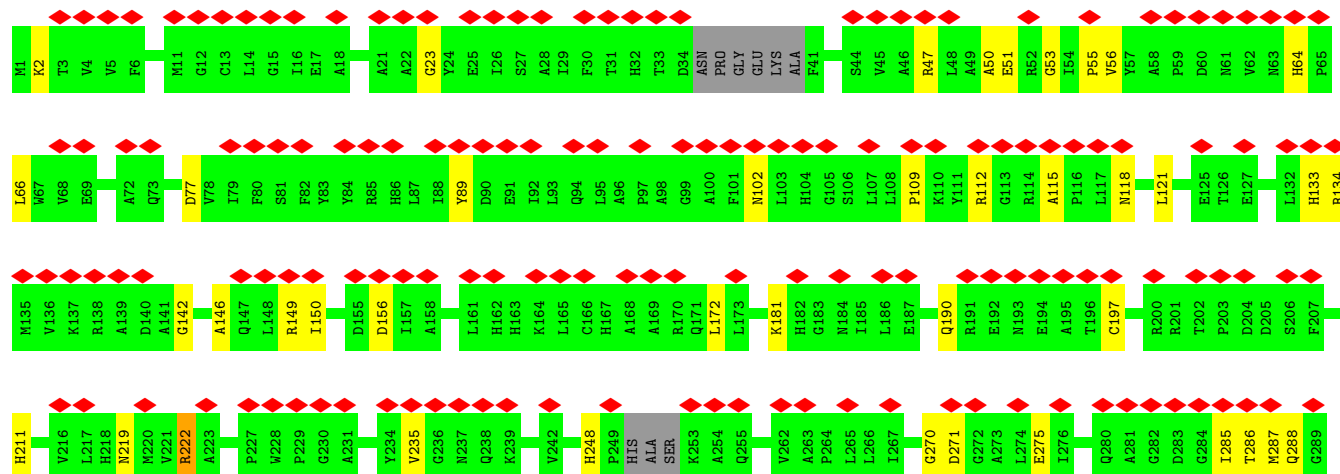 M1 K2 T3 V4 V5 F6 M11 G12 C13 L14 G15 I16 E17 A18 A21 A22 G23 Y24 E25 I26 S27 A28 I29 F30 T31 H32 T33 D34 ASN PRO GLY GLU LYS ALA F41 S44 V45 A46 R47 L48 A49 A50 E51 R52 G53 I54 P55 V56 Y57 A58 P59 D60 N61 V62 N63 H64 P65
L66 W67 V68 E69 A72 Q73 D77 V78 I79 F80 S81 F82 Y83 Y84 R85 H86 L87 I88 Y89 D90 E91 I92 L93 Q94 L95 A96 P97 A98 G99 A100 F101 N102 L103 H104 G105 S106 L107 L108 P109 K110 Y111 R112 G113 R114 A115 P116 L117 N118 L121 E125 T126 E127 L132 H133 R134
M135 V136 K137 R138 A139 D140 A141 G142 A146 Q147 L148 R149 I150 D155 D156 I157 A158 L161 H162 H163 K164 L165 C166 H167 A168 A169 R170 Q171 L172 L173 K181 H182 G183 N184 I185 L186 E187 Q190 R191 E192 N193 E194 A195 T196 C197 R200 R201 T202 P203 D204 D205 S206 F207
H211 V216 L217 H218 N219 M220 V221 R222 A223 P227 W228 P229 G230 A231 Y234 V235 G236 N237 Q238 K239 V242 H248 P249 HIS ALA SER K253 A254 Q255 V262 A263 P264 L265 L266 I267 G270 D271 G272 A273 L274 E275 I276 Q280 A281 G282 D283 G284 I285 T286 M287 Q288 G289